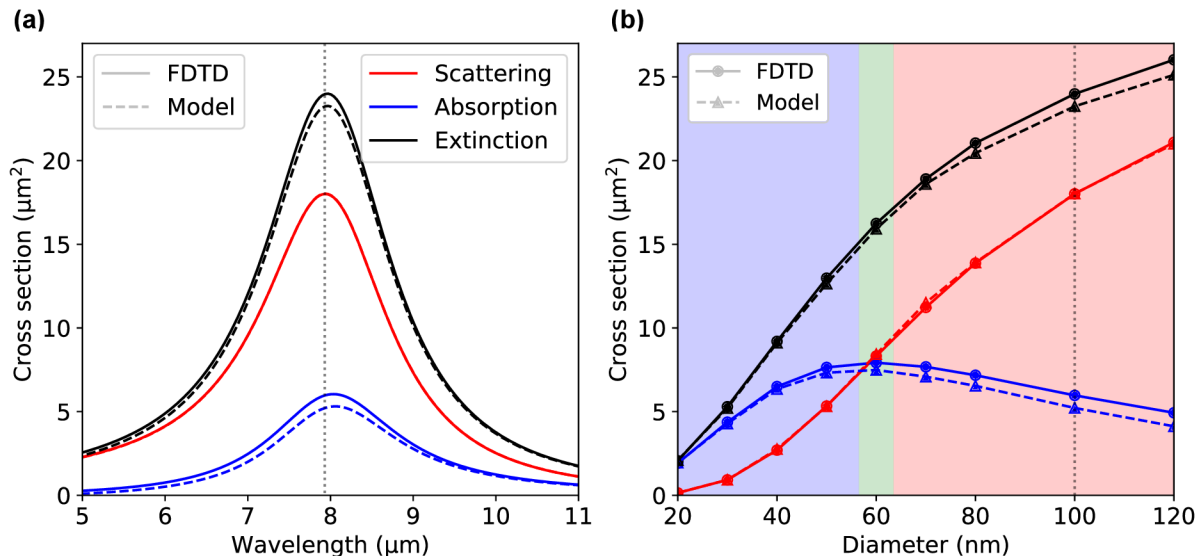 (a)
FDTD
Model
Scattering
Absorption
Extinction
Cross section (μm²)
25
20
15
10
5
0
5 6 7 8 9 10 11
Wavelength (μm)
(b)
FDTD
Model
Cross section (μm²)
25
20
15
10
5
0
20 40 60 80 100 120
Diameter (nm)